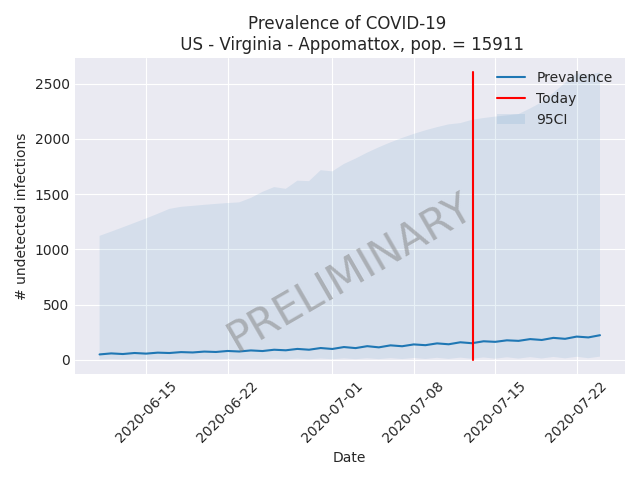 Prevalence of COVID-19
US - Virginia - Appomattox, pop. = 15911
Prevalence
Today
95CI
2500
2000
1500
1000
500
0
# undetected infections
PRELIMINARY
2020-06-15
2020-06-22
2020-07-01
2020-07-08
2020-07-15
2020-07-22
Date